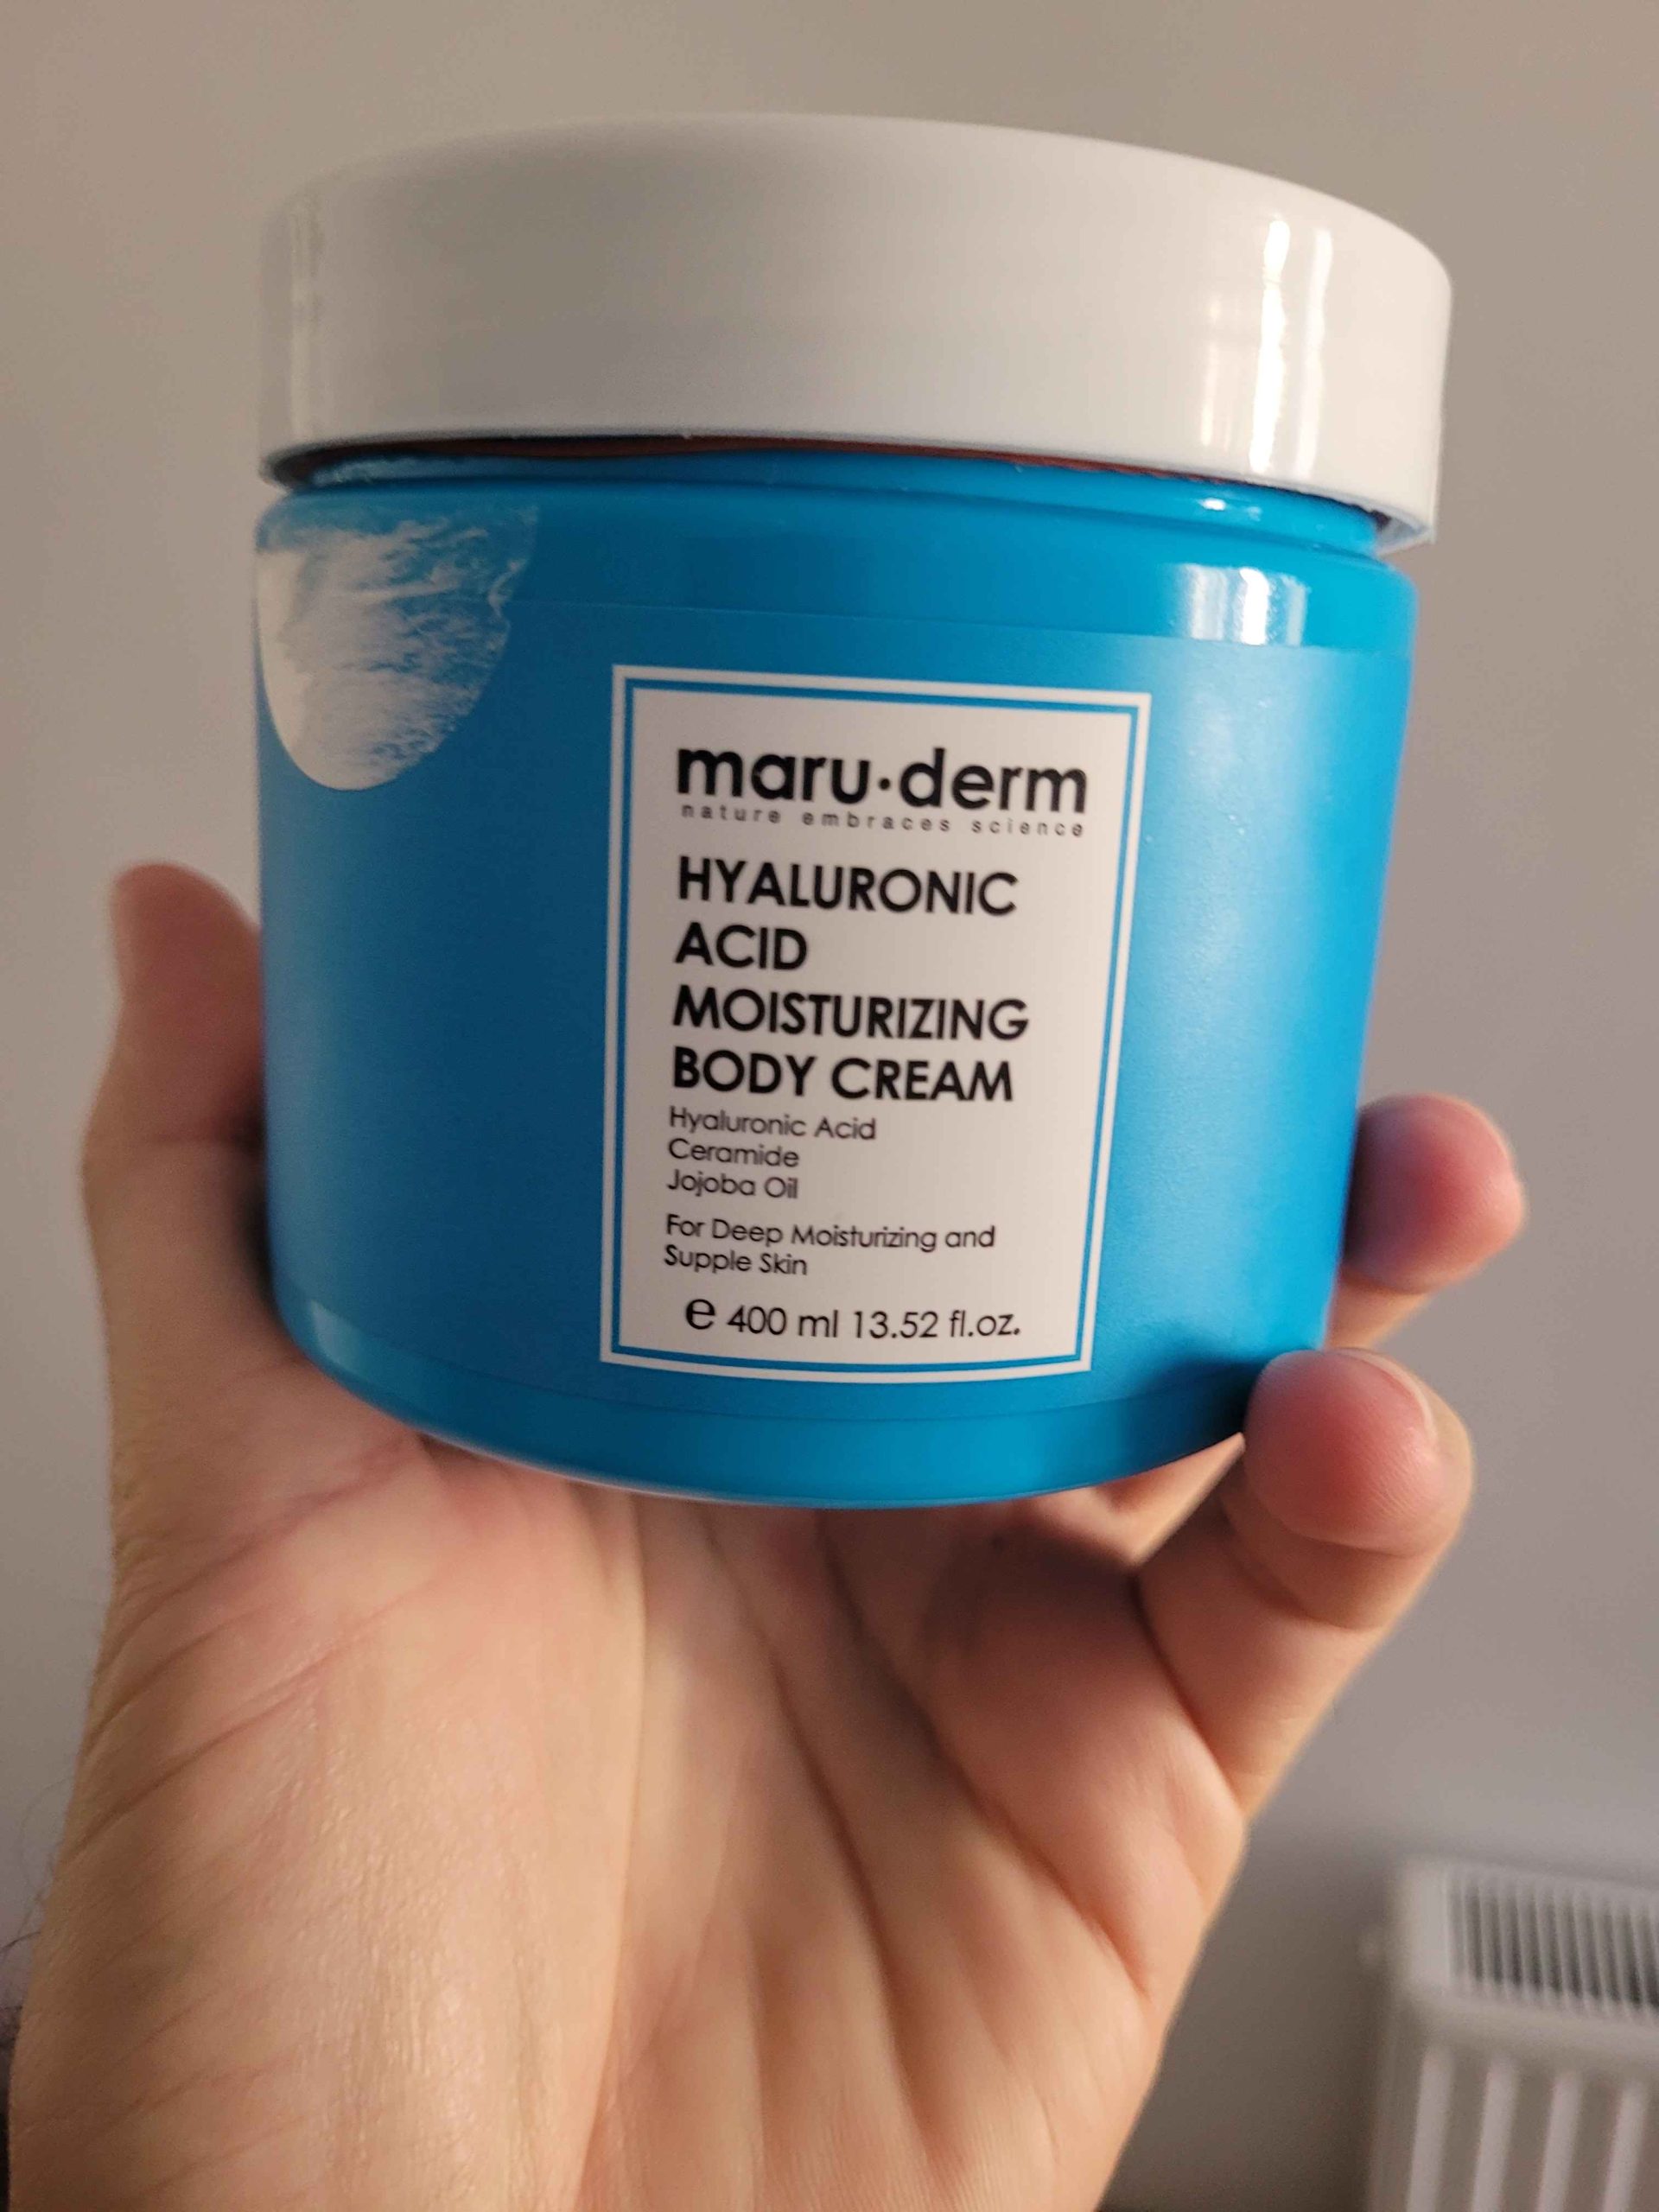 maru·derm
nature embraces science
HYALURONIC
ACID
MOISTURIZING
BODY CREAM
Hyaluronic Acid
Ceramide
Jojoba Oil
For Deep Moisturizing and
Supple Skin
℮ 400 ml 13.52 fl.oz.